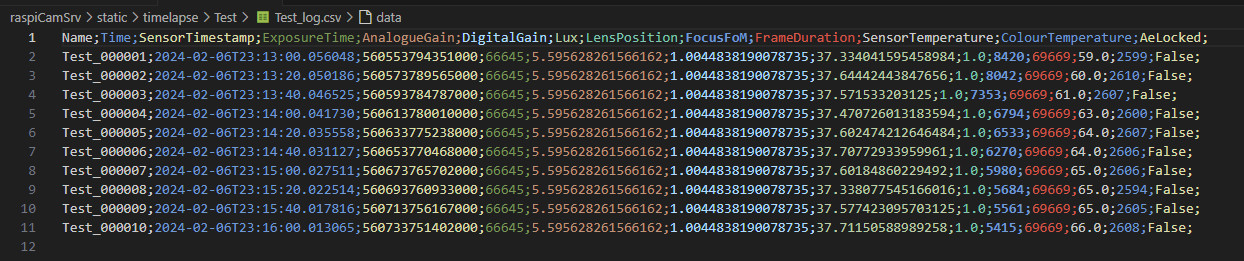 raspiCamSrv > static > timelapse > Test > Test_log.csv > data
1 Name;Time;SensorTimestamp;ExposureTime;AnalogueGain;DigitalGain;Lux;LensPosition;FocusFoM;FrameDuration;SensorTemperature;ColourTemperature;AeLocked;
2 Test_000001;2024-02-06T23:13:00.056048;560553794351000;66645;5.595628261566162;1.0044838190078735;37.334041595458984;1.0;8420;69669;59.0;2599;False;
3 Test_000002;2024-02-06T23:13:20.050186;560573789565000;66645;5.595628261566162;1.0044838190078735;37.64442443847656;1.0;8042;69669;60.0;2610;False;
4 Test_000003;2024-02-06T23:13:40.046525;560593784787000;66645;5.595628261566162;1.0044838190078735;37.571533203125;1.0;7353;69669;61.0;2607;False;
5 Test_000004;2024-02-06T23:14:00.041730;560613780010000;66645;5.595628261566162;1.0044838190078735;37.470726013183594;1.0;6794;69669;63.0;2600;False;
6 Test_000005;2024-02-06T23:14:20.035558;560633775238000;66645;5.595628261566162;1.0044838190078735;37.602474212646484;1.0;6533;69669;64.0;2607;False;
7 Test_000006;2024-02-06T23:14:40.031127;560653770468000;66645;5.595628261566162;1.0044838190078735;37.70772933959961;1.0;6270;69669;64.0;2606;False;
8 Test_000007;2024-02-06T23:15:00.027511;560673765702000;66645;5.595628261566162;1.0044838190078735;37.60184860229492;1.0;5980;69669;65.0;2606;False;
9 Test_000008;2024-02-06T23:15:20.022514;560693760933000;66645;5.595628261566162;1.0044838190078735;37.338077545166016;1.0;5684;69669;65.0;2594;False;
10 Test_000009;2024-02-06T23:15:40.017816;560713756167000;66645;5.595628261566162;1.0044838190078735;37.577423095703125;1.0;5561;69669;65.0;2605;False;
11 Test_000010;2024-02-06T23:16:00.013065;560733751402000;66645;5.595628261566162;1.0044838190078735;37.71150588989258;1.0;5415;69669;66.0;2608;False;
12